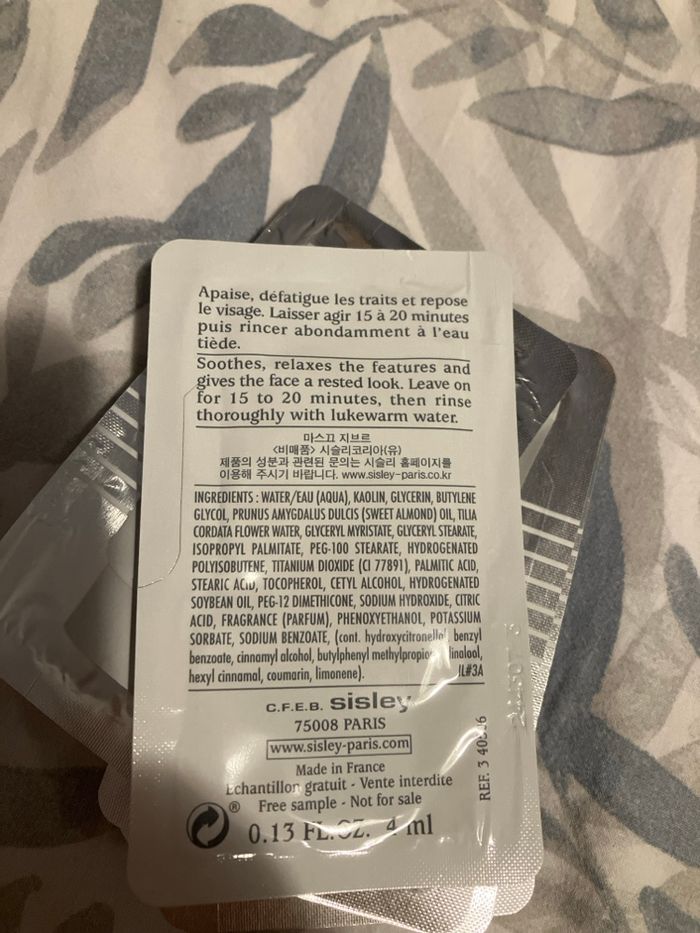 Apaise, défatigue les traits et repose
le visage. Laisser agir 15 à 20 minutes
puis rincer abondamment à l'eau
tiède.
Soothes, relaxes the features and
gives the face a rested look. Leave on
for 15 to 20 minutes, then rinse
thoroughly with lukewarm water.
마스끄 지브르
<비매품> 시슬리코리아(유)
제품의 성분과 관련된 문의는 시슬리 홈페이지를
이용해 주시기 바랍니다. www.sisley-paris.co.kr
INGREDIENTS : WATER/EAU (AQUA), KAOLIN, GLYCERIN, BUTYLENE
GLYCOL, PRUNUS AMYGDALUS DULCIS (SWEET ALMOND) OIL, TILIA
CORDATA FLOWER WATER, GLYCERYL MYRISTATE, GLYCERYL STEARATE,
ISOPROPYL PALMITATE, PEG-100 STEARATE, HYDROGENATED
POLYISOBUTENE, TITANIUM DIOXIDE (CI 77891), PALMITIC ACID,
STEARIC ACID, TOCOPHEROL, CETYL ALCOHOL, HYDROGENATED
SOYBEAN OIL, PEG-12 DIMETHICONE, SODIUM HYDROXIDE, CITRIC
ACID, FRAGRANCE (PARFUM), PHENOXYETHANOL, POTASSIUM
SORBATE, SODIUM BENZOATE, (cont. hydroxycitronellal, benzyl
benzoate, cinnamyl alcohol, butylphenyl linalool,
hexyl cinnamal, coumarin, limonene). IL#3A
C.F.E.B. sisley
75008 PARIS
www.sisley-paris.com
Made in France
Echantillon gratuit - Vente interdite
Free sample - Not for sale
® 0.13 FL.OZ. 4 ml
REF. 3